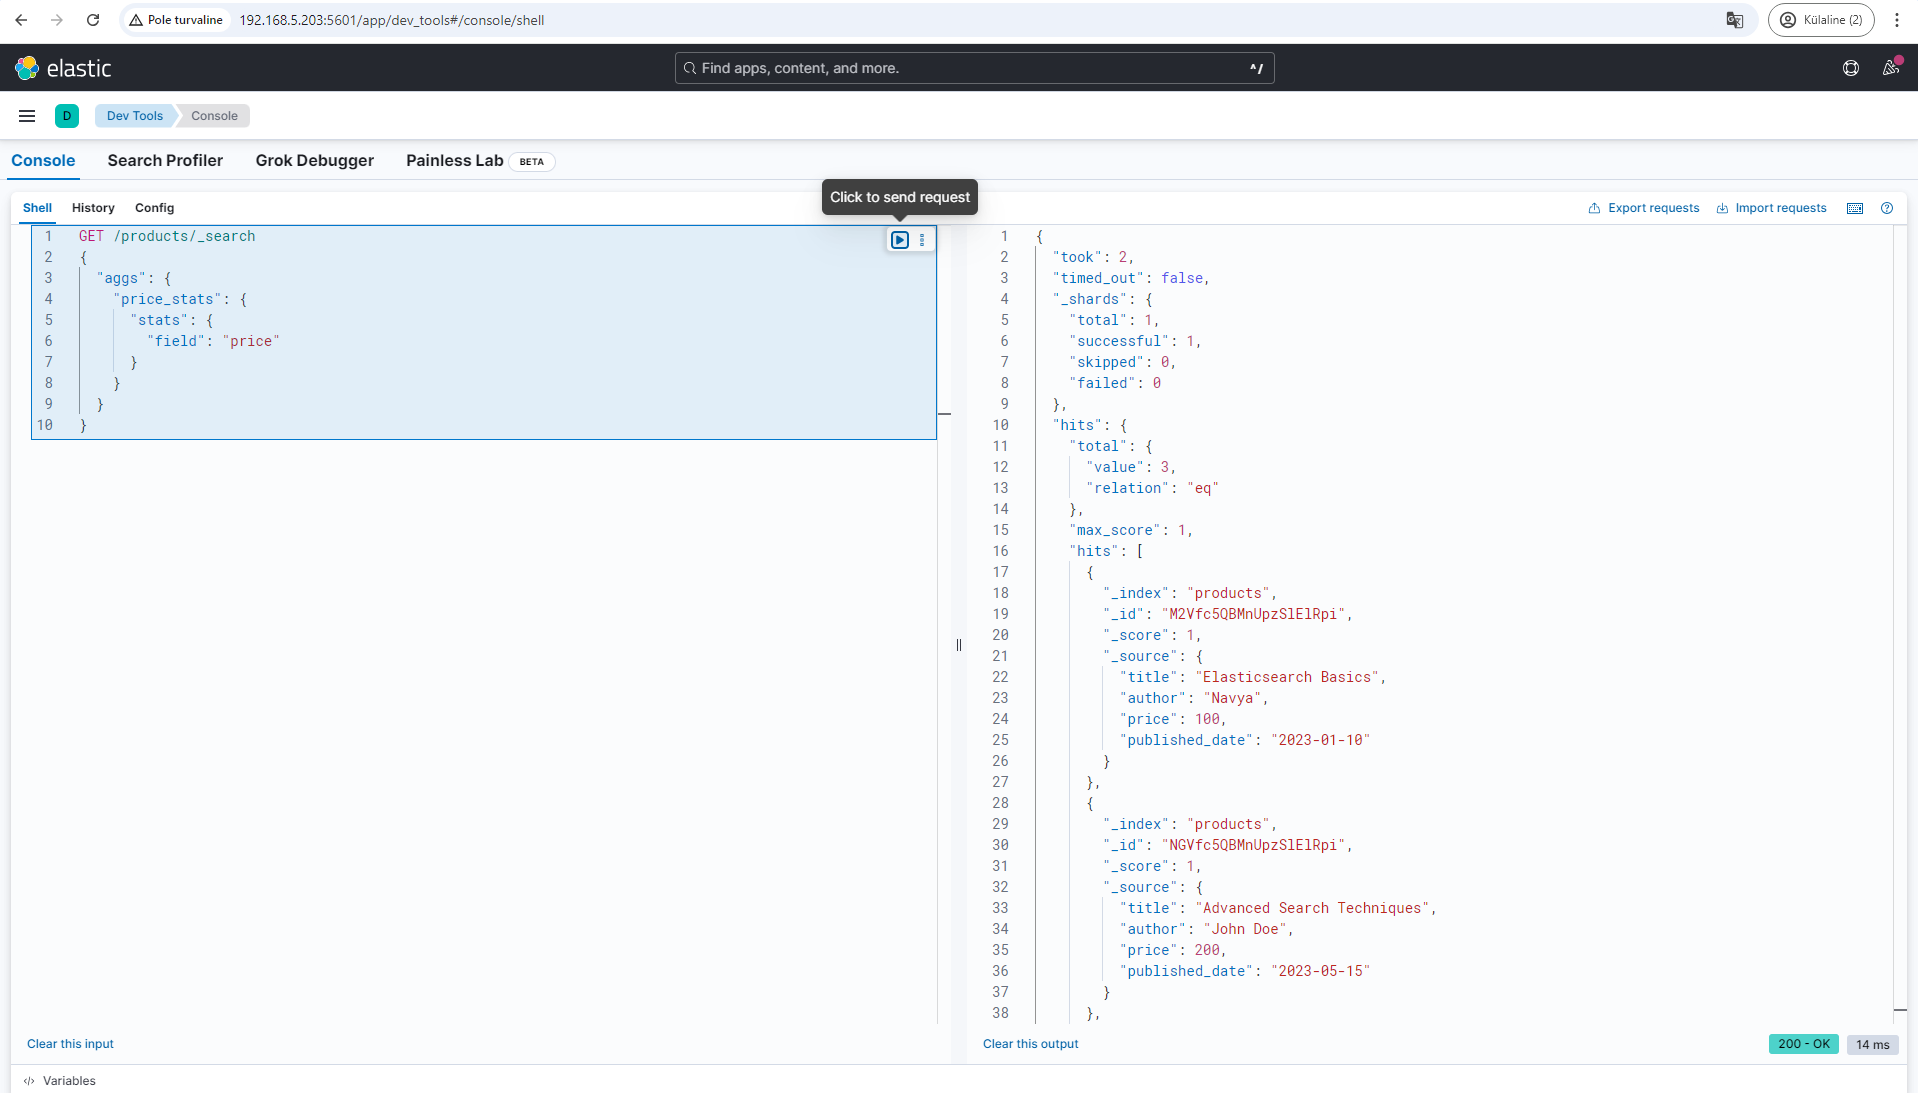 Pole turvaline
192.168.5.203:5601/app/dev_tools#/console/shell
Külaline (2)
elastic
Find apps, content, and more.
^/
D
Dev Tools
Console
Console
Search Profiler
Grok Debugger
Painless Lab
BETA
Click to send request
Shell
History
Config
Export requests
Import requests
1 GET /products/_search
2 {
3 "aggs": {
4 "price_stats": {
5 "stats": {
6 "field": "price"
7 }
8 }
9 }
10 }
1 {
2 "took": 2,
3 "timed_out": false,
4 "_shards": {
5 "total": 1,
6 "successful": 1,
7 "skipped": 0,
8 "failed": 0
9 },
10 "hits": {
11 "total": {
12 "value": 3,
13 "relation": "eq"
14 },
15 "max_score": 1,
16 "hits": [
17 {
18 "_index": "products",
19 "_id": "M2Vfc5QBMnUpzSlElRpi",
20 "_score": 1,
21 "_source": {
22 "title": "Elasticsearch Basics",
23 "author": "Navya",
24 "price": 100,
25 "published_date": "2023-01-10"
26 }
27 },
28 {
29 "_index": "products",
30 "_id": "NGVfc5QBMnUpzSlElRpi",
31 "_score": 1,
32 "_source": {
33 "title": "Advanced Search Techniques",
34 "author": "John Doe",
35 "price": 200,
36 "published_date": "2023-05-15"
37 }
38 },
Clear this input
Clear this output
200 - OK
14 ms
Variables